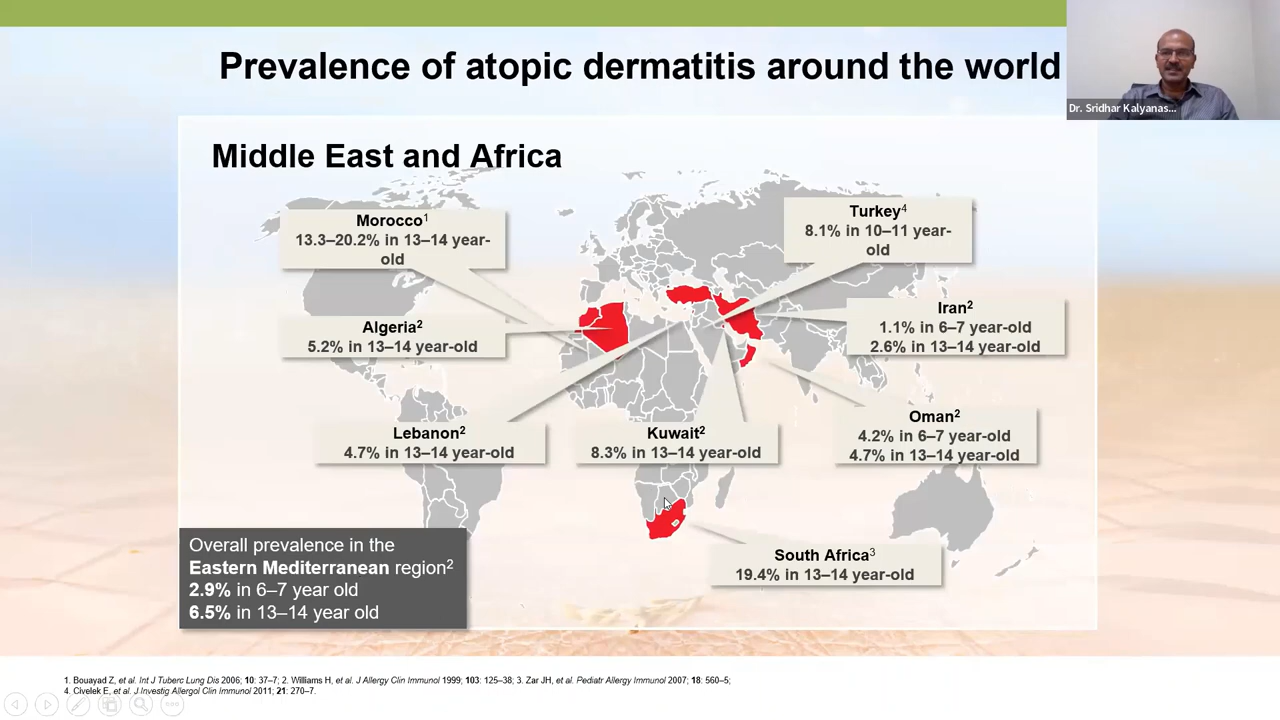 Prevalence of atopic dermatitis around the world
Dr. Sridhar Kalyanas...
Middle East and Africa
Morocco1
13.3–20.2% in 13–14 year-
old
Turkey4
8.1% in 10–11 year-
old
Algeria2
5.2% in 13–14 year-old
Iran2
1.1% in 6–7 year-old
2.6% in 13–14 year-old
Lebanon2
4.7% in 13–14 year-old
Kuwait2
8.3% in 13–14 year-old
Oman2
4.2% in 6–7 year-old
4.7% in 13–14 year-old
South Africa3
19.4% in 13–14 year-old
Overall prevalence in the
Eastern Mediterranean region2
2.9% in 6–7 year old
6.5% in 13–14 year old
1. Bouayad Z, et al. Int J Tuberc Lung Dis 2006; 10: 37–7; 2. Williams H, et al. J Allergy Clin Immunol 1999; 103: 125–38; 3. Zar JH, et al. Pediatr Allergy Immunol 2007; 18: 560–5;
4. Civelek E, et al. J Investig Allergol Clin Immunol 2011; 21: 270–7.